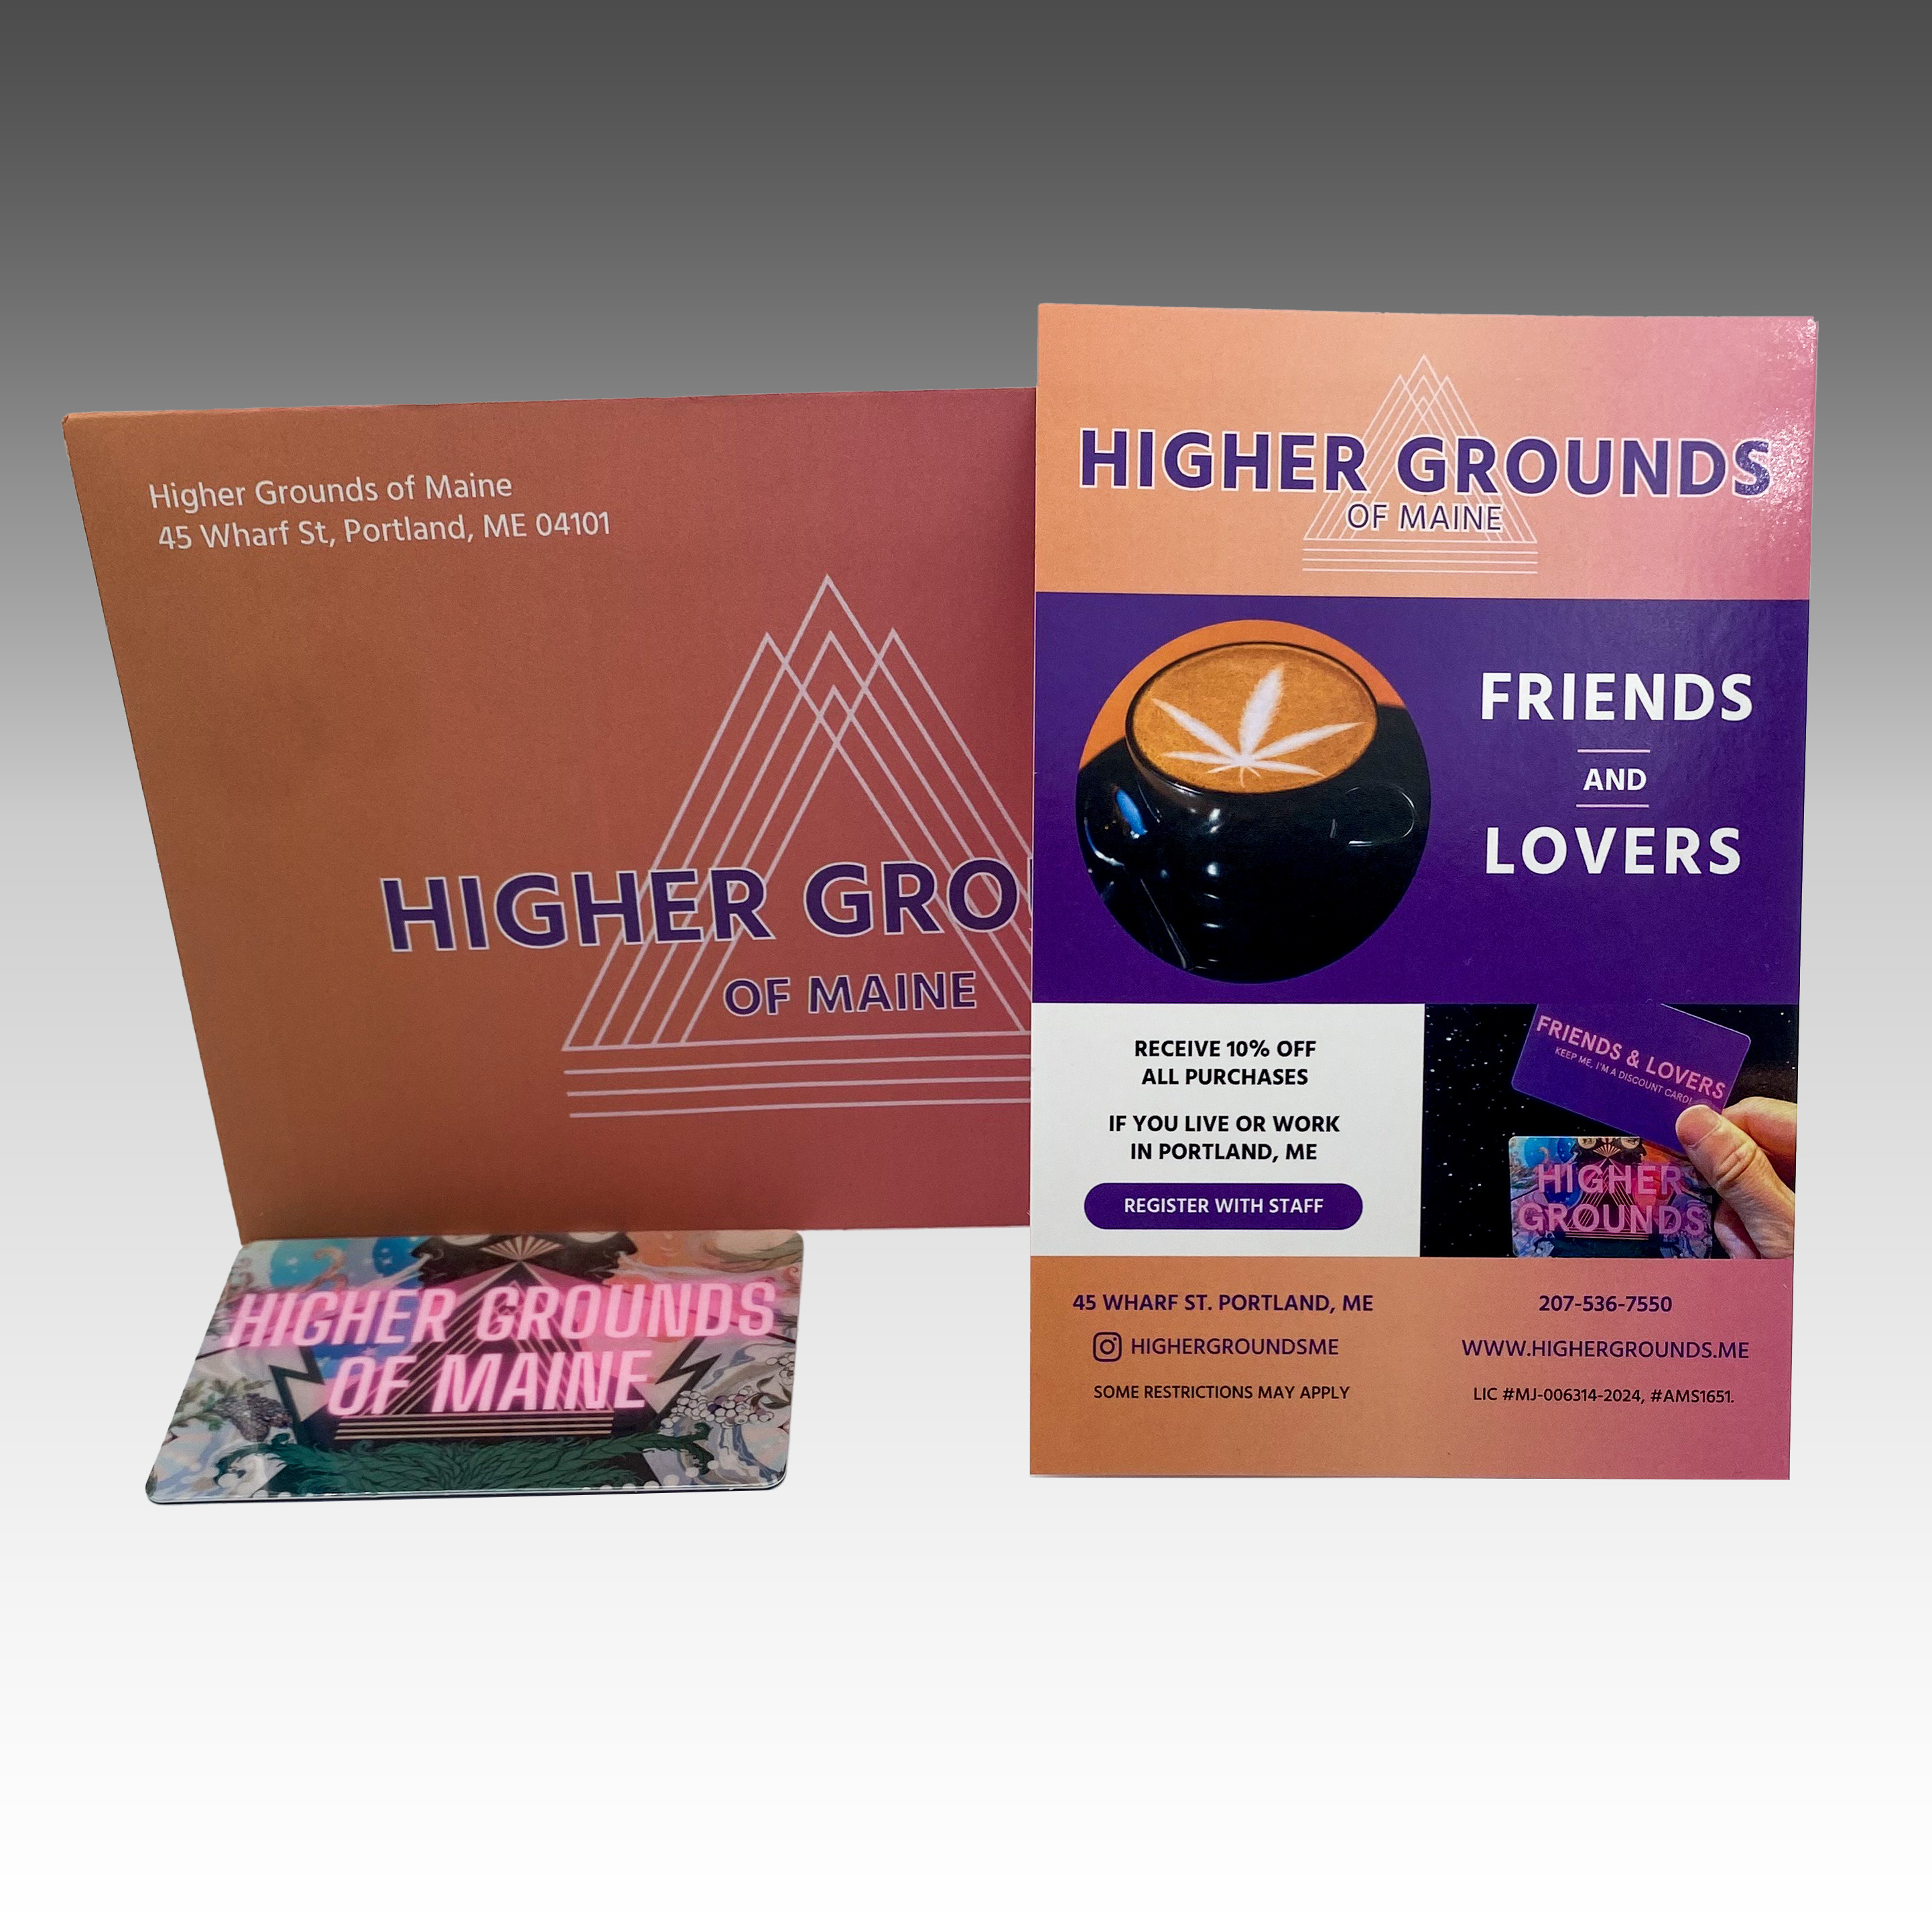 Higher Grounds of Maine
45 Wharf St, Portland, ME 04101
HIGHER GRO
OF MAINE
HIGHER GROUNDS
OF MAINE
HIGHER GROUNDS
OF MAINE
FRIENDS
AND
LOVERS
RECEIVE 10% OFF
ALL PURCHASES
IF YOU LIVE OR WORK
IN PORTLAND, ME
REGISTER WITH STAFF
FRIENDS & LOVERS
KEEP ME, I'M A DISCOUNT CARD!
HIGHER
GROUNDS
45 WHARF ST. PORTLAND, ME
HIGHERGROUNDSME
SOME RESTRICTIONS MAY APPLY
207-536-7550
WWW.HIGHERGROUNDS.ME
LIC #MJ-006314-2024, #AMS1651.